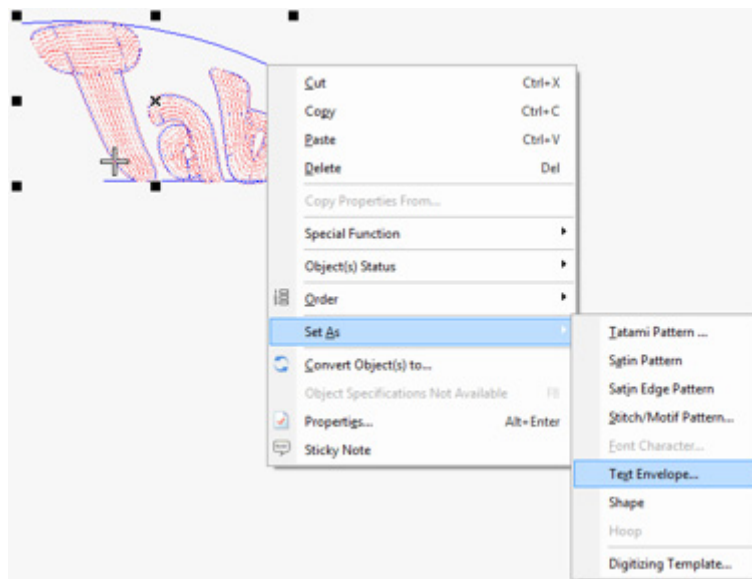 Tab
Cut Ctrl+X
Copy Ctrl+C
Paste Ctrl+V
Delete Del
Copy Properties From...
Special Function
Object(s) Status
Order
Set As
Convert Object(s) to...
Object Specifications Not Available F8
Properties... Alt+Enter
Sticky Note
Tatami Pattern ...
Satin Pattern
Satin Edge Pattern
Stitch/Motif Pattern...
Font Character...
Text Envelope...
Shape
Hoop
Digitizing Template...